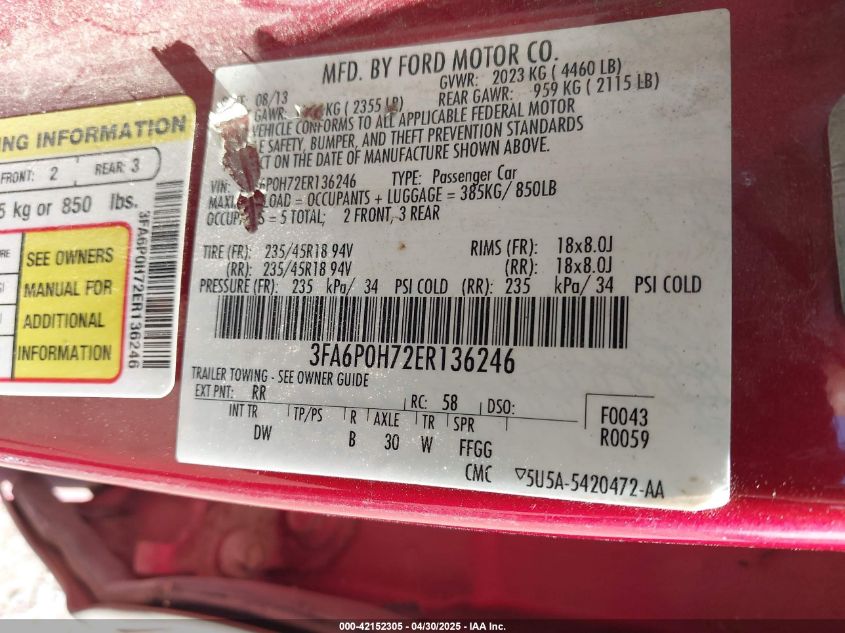 MFD. BY FORD MOTOR CO.
08/13 GVWR: 2023 KG ( 4460 LB)
GAWR: KG ( 2355 LB) REAR GAWR: 959 KG ( 2115 LB)
VEHICLE CONFORMS TO ALL APPLICABLE FEDERAL MOTOR
SAFETY, BUMPER, AND THEFT PREVENTION STANDARDS
ON THE DATE OF MANUFACTURE SHOWN ABOVE.
VIN: 6P0H72ER136246 TYPE: Passenger Car
= OCCUPANTS + LUGGAGE = 385KG/ 850LB
= 5 TOTAL; 2 FRONT, 3 REAR
TIRE (FR): 235/45R18 94V RIMS (FR): 18x8.0J
(RR): 235/45R18 94V (RR): 18x8.0J
PRESSURE (FR): 235 kPa/ 34 PSI COLD (RR): 235 kPa/ 34 PSI COLD
3FA6P0H72ER136246
TRAILER TOWING - SEE OWNER GUIDE
EXT PNT: RR RC: 58 DSO:
INT TR TP/PS R AXLE TR SPR F0043
DW B 30 W FFGG R0059
CMC 5U5A-5420472-AA
INFORMATION
FRONT: 2 REAR: 3
kg or 850 lbs.
SEE OWNERS
MANUAL FOR
ADDITIONAL
INFORMATION
3FA6P0H72ER136246
000-42152305 - 04/30/2025 - IAA Inc.